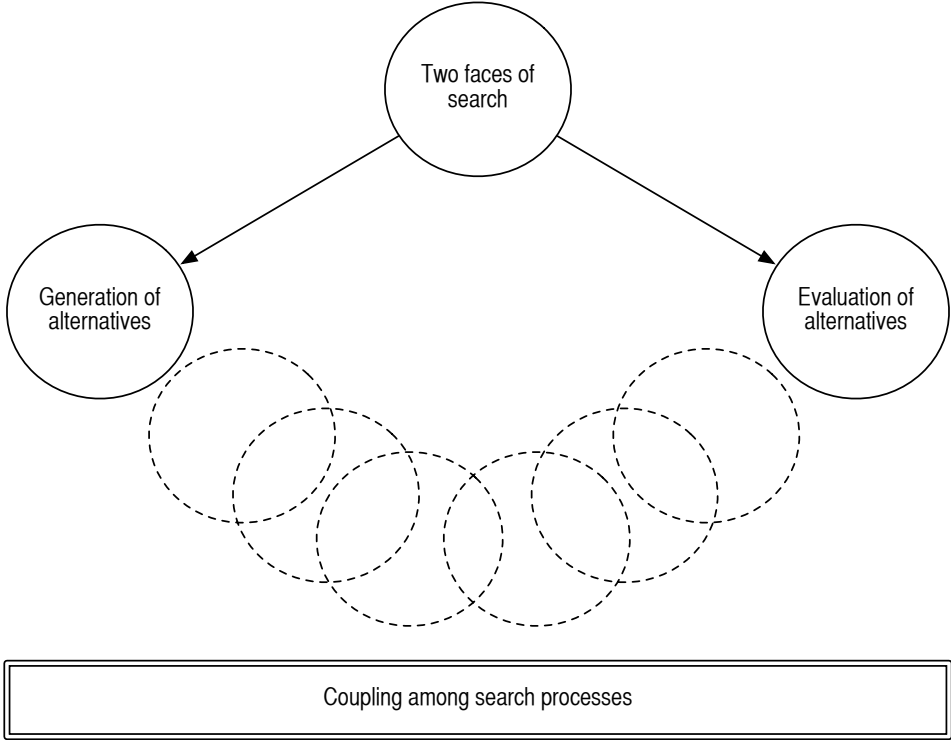 Two faces of
search
Generation of
alternatives
Evaluation of
alternatives
Coupling among search processes